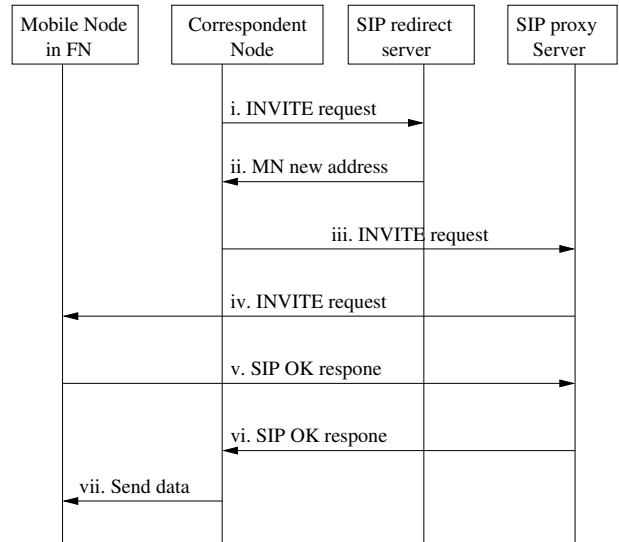 Mobile Node
in FN
Correspondent
Node
SIP redirect
server
SIP proxy
Server
i. INVITE request
ii. MN new address
iii. INVITE request
iv. INVITE request
v. SIP OK respone
vi. SIP OK respone
vii. Send data